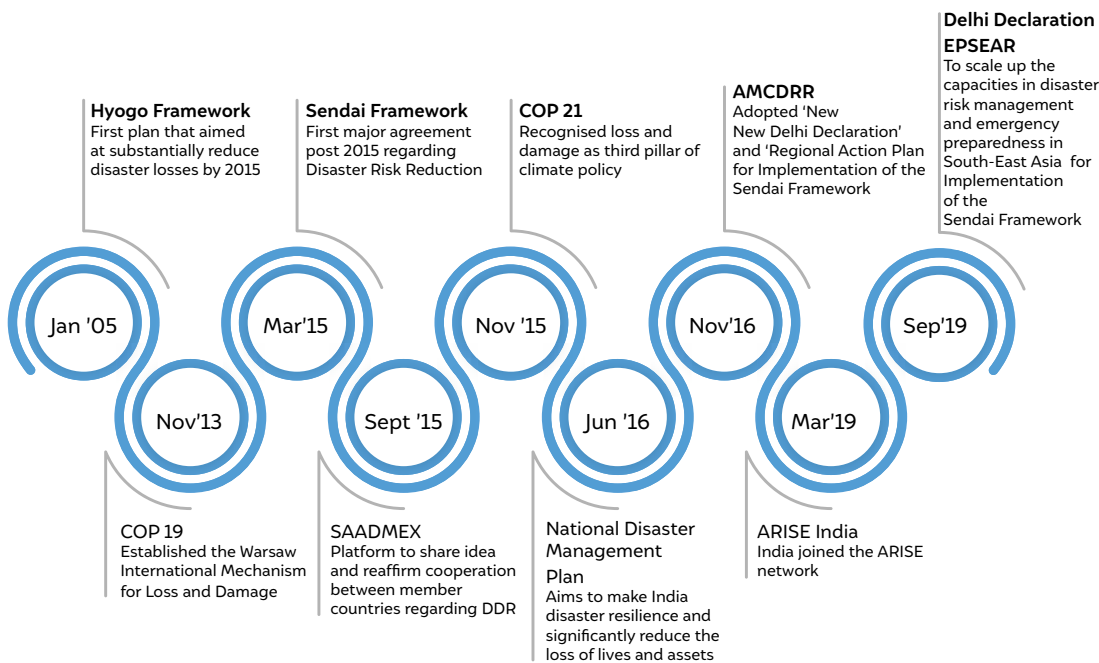 Hyogo Framework
First plan that aimed
at substantially reduce
disaster losses by 2015
Sendai Framework
First major agreement
post 2015 regarding
Disaster Risk Reduction
COP 21
Recognised loss and
damage as third pillar of
climate policy
AMCDRR
Adopted ‘New
New Delhi Declaration'
and ‘Regional Action Plan
for Implementation of the
Sendai Framework
Delhi Declaration
EPSEAR
To scale up the
capacities in disaster
risk management
and emergency
preparedness in
South-East Asia for
Implementation
of the
Sendai Framework
Jan '05
Nov'13
Mar'15
Sept '15
Nov '15
Jun '16
Nov'16
Mar'19
Sep'19
COP 19
Established the Warsaw
International Mechanism
for Loss and Damage
SAADMEX
Platform to share idea
and reaffirm cooperation
between member
countries regarding DDR
National Disaster
Management
Plan
Aims to make India
disaster resilience and
significantly reduce the
loss of lives and assets
ARISE India
India joined the ARISE
network